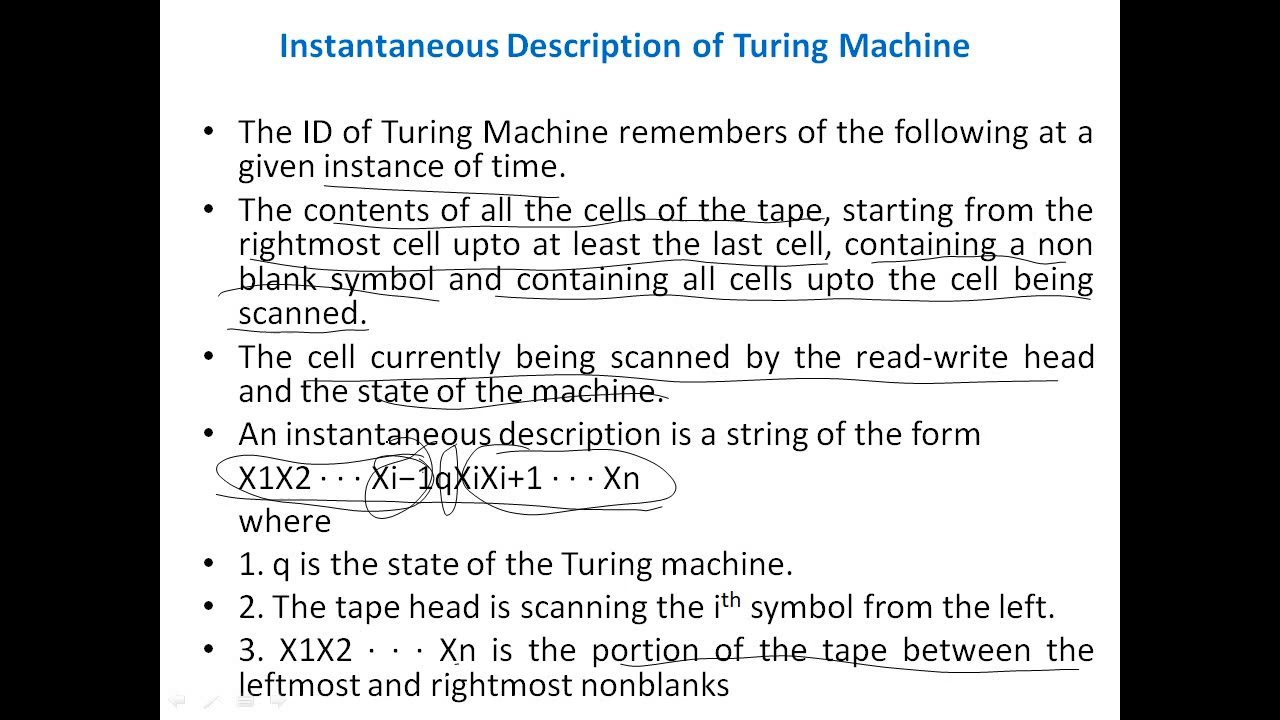 Instantaneous Description of Turing Machine
• The ID of Turing Machine remembers of the following at a
given instance of time.
• The contents of all the cells of the tape, starting from the
rightmost cell upto at least the last cell, containing a non
blank symbol and containing all cells upto the cell being
scanned.
• The cell currently being scanned by the read-write head
and the state of the machine.
• An instantaneous description is a string of the form
X1X2 · · · Xi−1qXiXi+1 · · · Xn
where
• 1. q is the state of the Turing machine.
• 2. The tape head is scanning the iᵗʰ symbol from the left.
• 3. X1X2 · · · Xn is the portion of the tape between the
leftmost and rightmost nonblanks